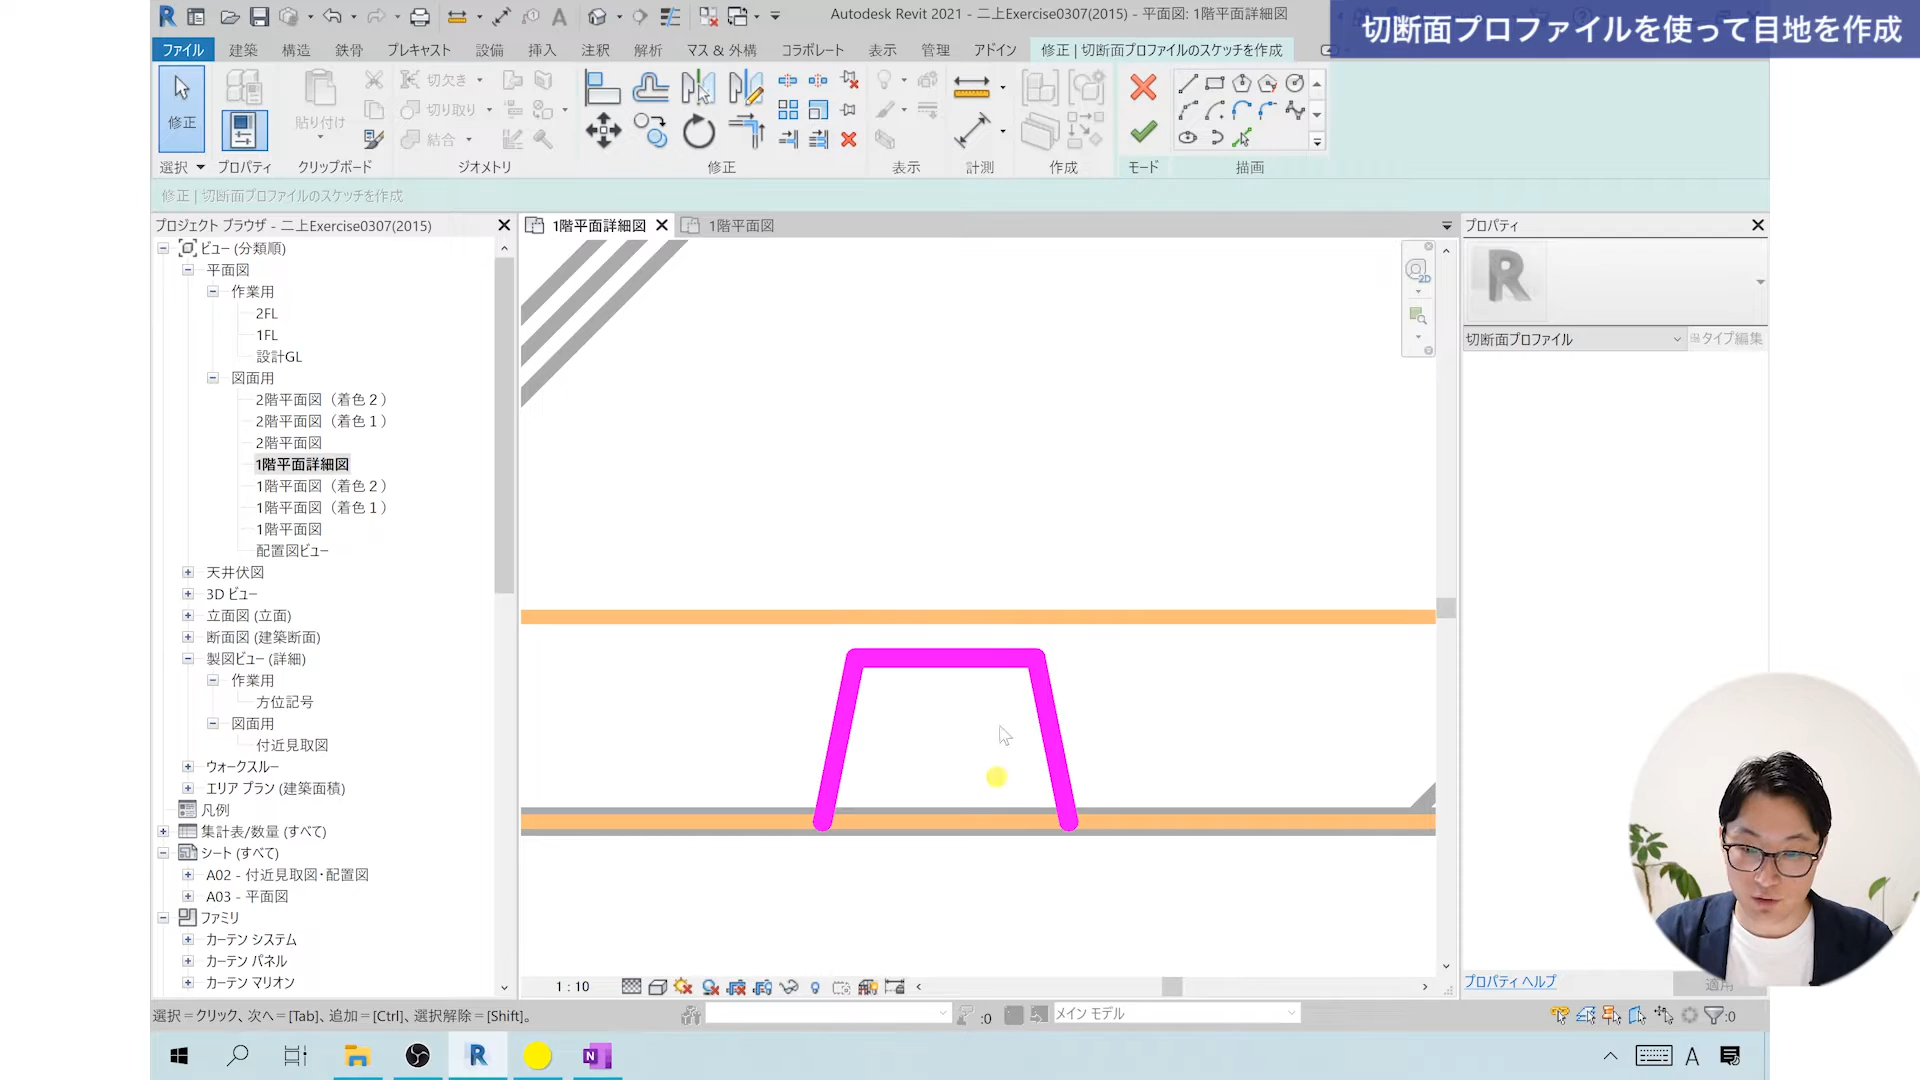 Autodesk Revit 2021 - 二上Exercise0307(2015) - 平面図: 1階平面詳細図
切断面プロファイルを使って目地を作成
ファイル 建築 構造 鉄骨 プレキャスト 設備 挿入 注釈 解析 マス & 外構 コラボレート 表示 管理 アドイン 修正 | 切断面プロファイルのスケッチを作成
修正
貼り付け
切欠き
切り取り
結合
選択 プロパティ クリップボード ジオメトリ 修正 表示 計測 作成 モード 描画
修正 | 切断面プロファイルのスケッチを作成
プロジェクト ブラウザ - 二上Exercise0307(2015)
1階平面詳細図 1階平面図
プロパティ
ビュー (分類順)
平面図
作業用
2FL
1FL
設計GL
図面用
2階平面図（着色２）
2階平面図（着色１）
2階平面図
1階平面詳細図
1階平面図（着色２）
1階平面図（着色１）
1階平面図
配置図ビュー
天井伏図
3D ビュー
立面図 (立面)
断面図 (建築断面)
製図ビュー (詳細)
作業用
方位記号
図面用
付近見取図
ウォークスルー
エリア プラン (建築面積)
凡例
集計表/数量 (すべて)
シート (すべて)
A02 - 付近見取図・配置図
A03 - 平面図
ファミリ
カーテン システム
カーテン パネル
カーテン マリオン
2D
切断面プロファイル タイプ編集
プロパティ ヘルプ 適用
1 : 10
選択＝クリック、次へ＝[Tab]、追加＝[Ctrl]、選択解除＝[Shift]。
:0
メイン モデル
:0
A